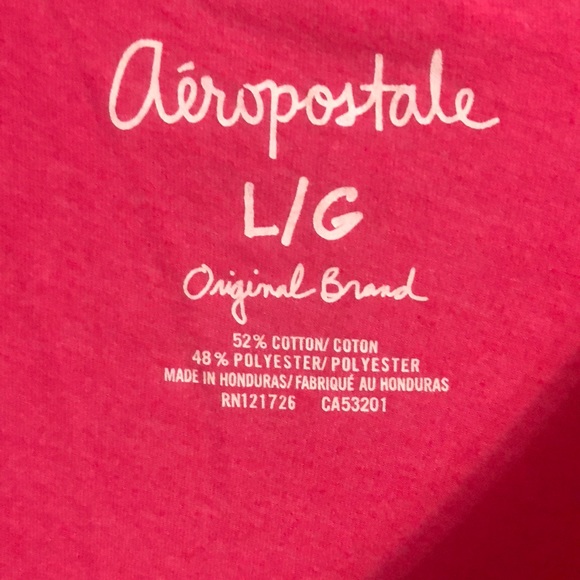 aéropostale
L/G
Original Brand
52% COTTON/ COTON
48% POLYESTER/ POLYESTER
MADE IN HONDURAS/ FABRIQUÉ AU HONDURAS
RN121726 CA53201